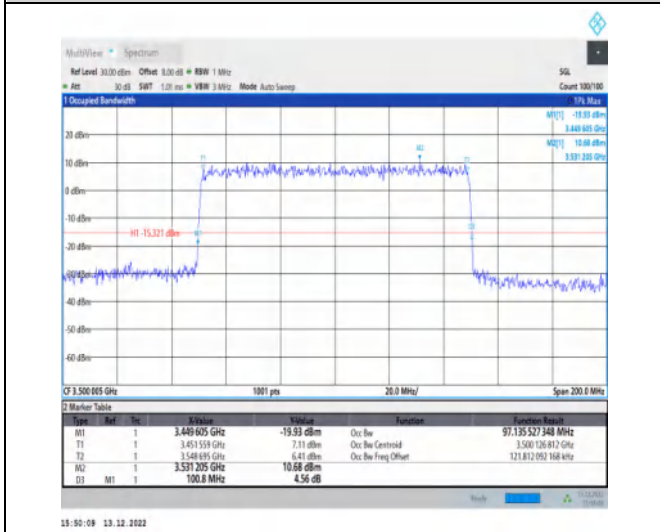 MultiView Spectrum
Ref Level 30.00 dBm Offset 8.00 dB RBW 1 MHz SGL
Att 30 dB SWT 1.01 ms VBW 3 MHz Mode Auto Sweep Count 100/100
1 Occupied Bandwidth 1Pk Max
M1[1] -19.93 dBm
3.449 605 GHz
M2[1] 10.68 dBm
3.531 205 GHz
20 dBm
M2
T1
10 dBm
0 dBm
-10 dBm
H1 -15.321 dBm
-20 dBm
-30 dBm
-40 dBm
-50 dBm
-60 dBm
CF 3.500 005 GHz 1001 pts 20.0 MHz/ Span 200.0 MHz
2 Marker Table
Type Ref Trc X-Value Y-Value Function Function Result
M1 1 3.449 605 GHz -19.93 dBm Occ Bw 97.135 527 348 MHz
T1 1 3.451 559 GHz 7.11 dBm Occ Bw Centroid 3.500 126 812 GHz
T2 1 3.548 695 GHz 6.41 dBm Occ Bw Freq Offset 121.812 092 168 kHz
M2 1 3.531 205 GHz 10.68 dBm
D3 M1 1 100.8 MHz 4.56 dB
Ready
15:50:09 13.12.2022